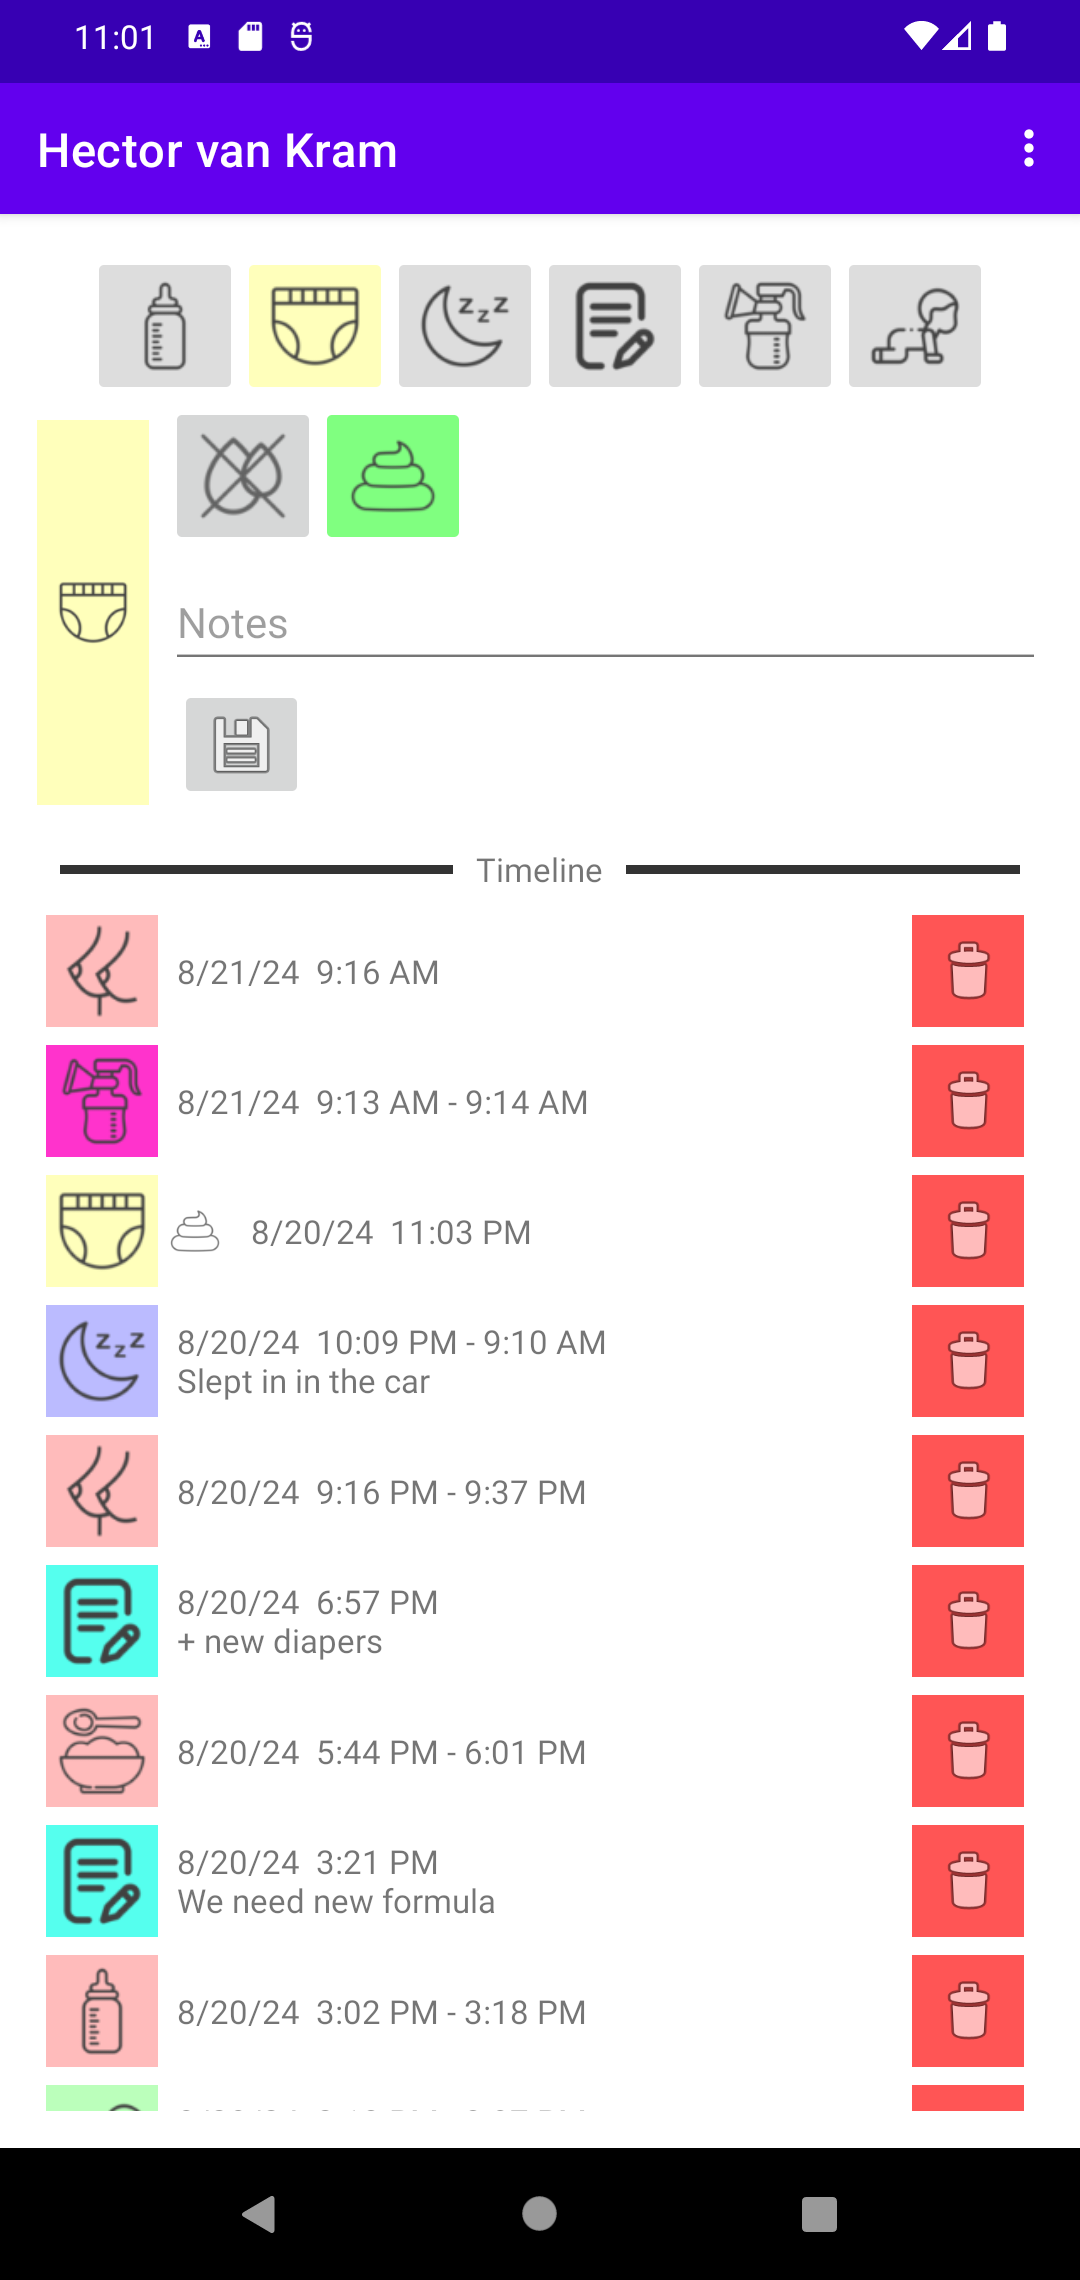 11:01
Hector van Kram
Notes
Timeline
8/21/24 9:16 AM
8/21/24 9:13 AM - 9:14 AM
8/20/24 11:03 PM
8/20/24 10:09 PM - 9:10 AM
Slept in in the car
8/20/24 9:16 PM - 9:37 PM
8/20/24 6:57 PM
+ new diapers
8/20/24 5:44 PM - 6:01 PM
8/20/24 3:21 PM
We need new formula
8/20/24 3:02 PM - 3:18 PM